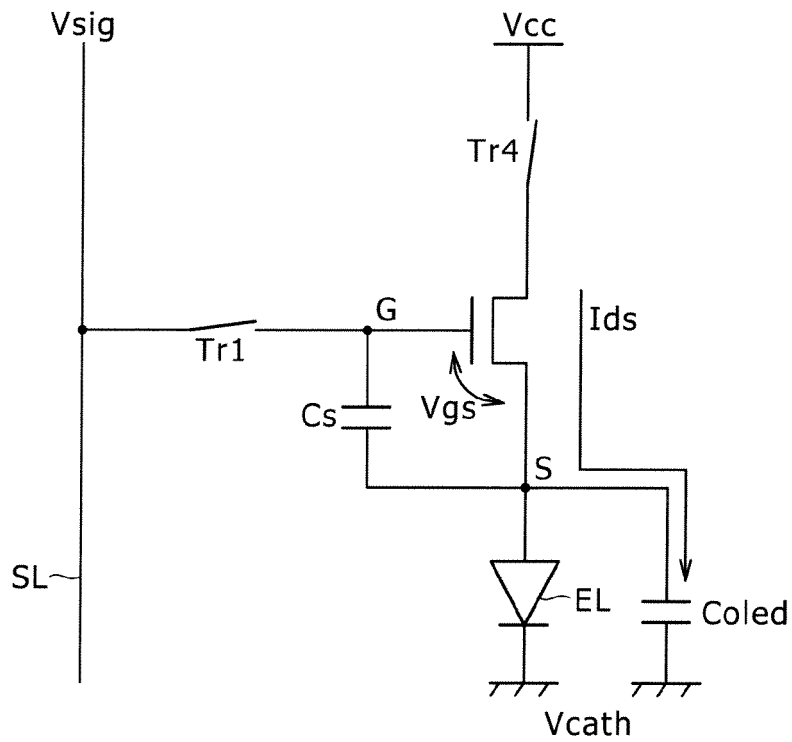 Vsig
Vcc
Tr4
G
Ids
Tr1
Cs
Vgs
S
SL
EL
Coled
Vcath